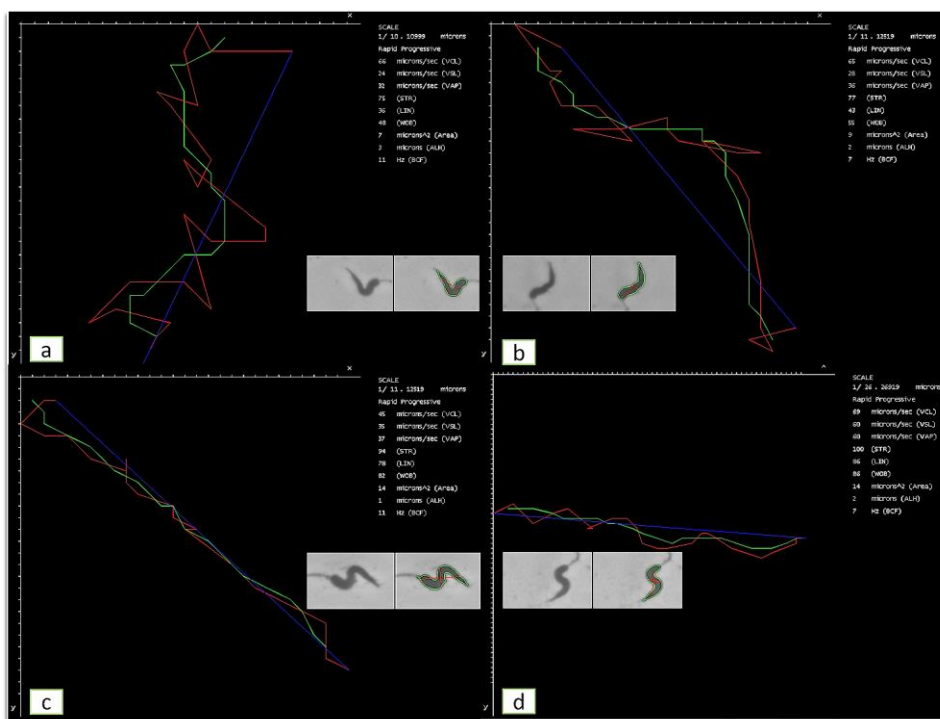 x
SCALE
1/ 10 . 10999 microns
Rapid Progressive
66 microns/sec (VCL)
24 microns/sec (VSL)
32 microns/sec (VAP)
75 (STR)
36 (LIN)
48 (WOB)
7 microns^2 (Area)
3 microns (ALH)
11 Hz (BCF)
a
y
x
SCALE
1/ 11 . 12519 microns
Rapid Progressive
65 microns/sec (VCL)
28 microns/sec (VSL)
36 microns/sec (VAP)
77 (STR)
43 (LIN)
55 (WOB)
9 microns^2 (Area)
2 microns (ALH)
7 Hz (BCF)
b
y
x
SCALE
1/ 11 . 12519 microns
Rapid Progressive
45 microns/sec (VCL)
35 microns/sec (VSL)
37 microns/sec (VAP)
94 (STR)
78 (LIN)
82 (WOB)
14 microns^2 (Area)
1 microns (ALH)
11 Hz (BCF)
c
y
SCALE
1/ 26 . 26929 microns
Rapid Progressive
69 microns/sec (VCL)
60 microns/sec (VSL)
60 microns/sec (VAP)
100 (STR)
86 (LIN)
86 (WOB)
14 microns^2 (Area)
2 microns (ALH)
7 Hz (BCF)
d
y